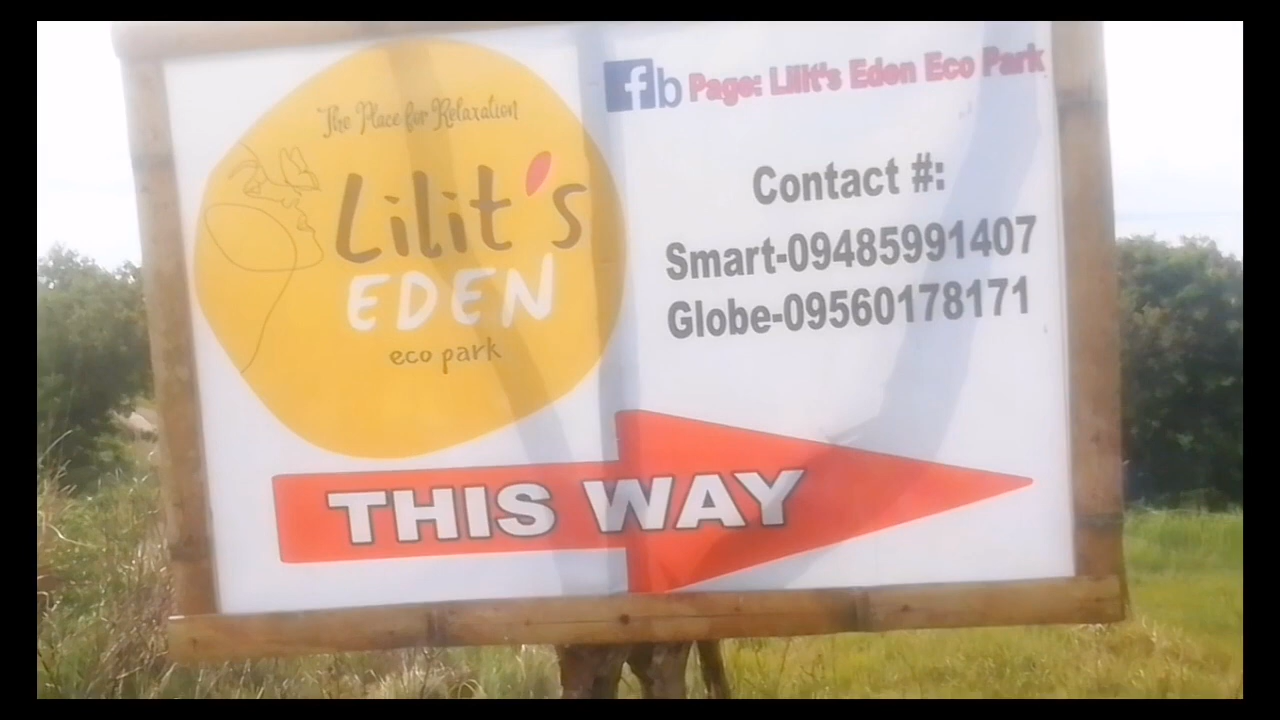 The Place for Relaxation
Lilit's
EDEN
eco park
fb Page: Lilit's Eden Eco Park
Contact #:
Smart-09485991407
Globe-09560178171
THIS WAY